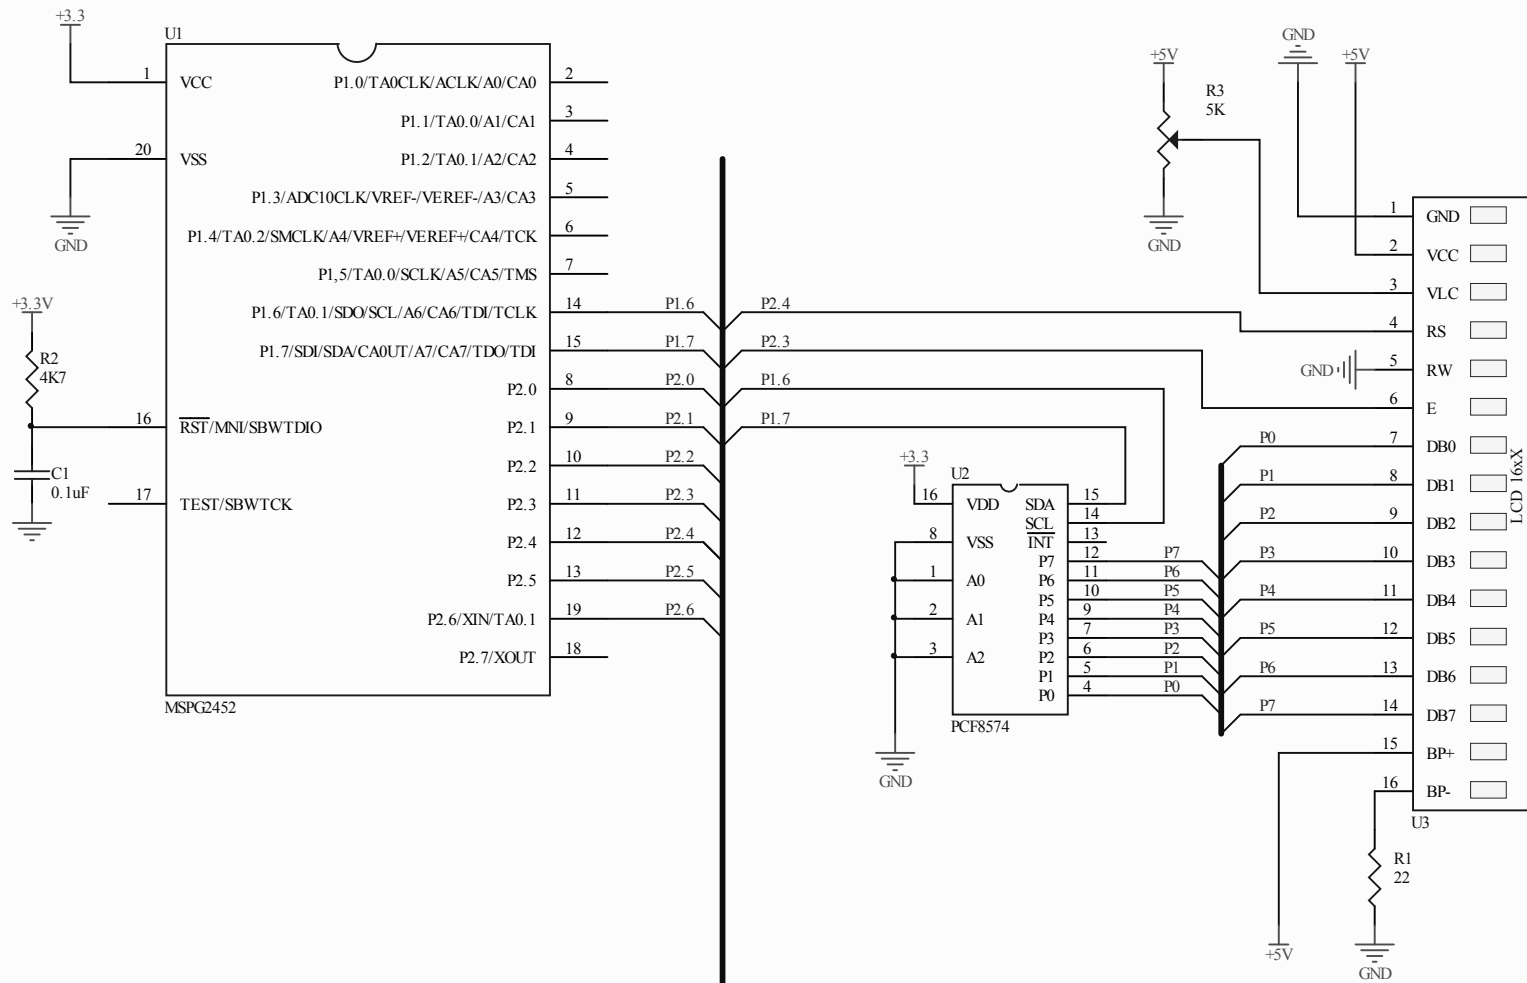 +3.3
U1
1 VCC
20 VSS
GND
+3.3V
R2
4K7
16 RST/MNI/SBWTDIO
C1
0.1uF
17 TEST/SBWTCK
P1.0/TA0CLK/ACLK/A0/CA0 2
P1.1/TA0.0/A1/CA1 3
P1.2/TA0.1/A2/CA2 4
P1.3/ADC10CLK/VREF-/VEREF-/A3/CA3 5
P1.4/TA0.2/SMCLK/A4/VREF+/VEREF+/CA4/TCK 6
P1,5/TA0.0/SCLK/A5/CA5/TMS 7
P1.6/TA0.1/SDO/SCL/A6/CA6/TDI/TCLK 14 P1.6
P1.7/SDI/SDA/CA0UT/A7/CA7/TDO/TDI 15 P1.7
P2.0 8 P2.0
P2.1 9 P2.1
P2.2 10 P2.2
P2.3 11 P2.3
P2.4 12 P2.4
P2.5 13 P2.5
P2.6/XIN/TA0.1 19 P2.6
P2.7/XOUT 18
MSPG2452
P2.4
P2.3
P1.6
P1.7
+3.3
U2
16 VDD
8 VSS
1 A0
2 A1
3 A2
GND
SDA 15
SCL 14
INT 13
P7 12 P7
P6 11 P6
P5 10 P5
P4 9 P4
P3 7 P3
P2 6 P2
P1 5 P1
P0 4 P0
PCF8574
+5V
R3
5K
GND
GND
+5V
1 GND
2 VCC
3 VLC
4 RS
GND 5 RW
6 E
P0 7 DB0
P1 8 DB1
P2 9 DB2
P3 10 DB3
P4 11 DB4
P5 12 DB5
P6 13 DB6
P7 14 DB7
15 BP+
16 BP-
LCD 16xX
U3
R1
22
+5V
GND